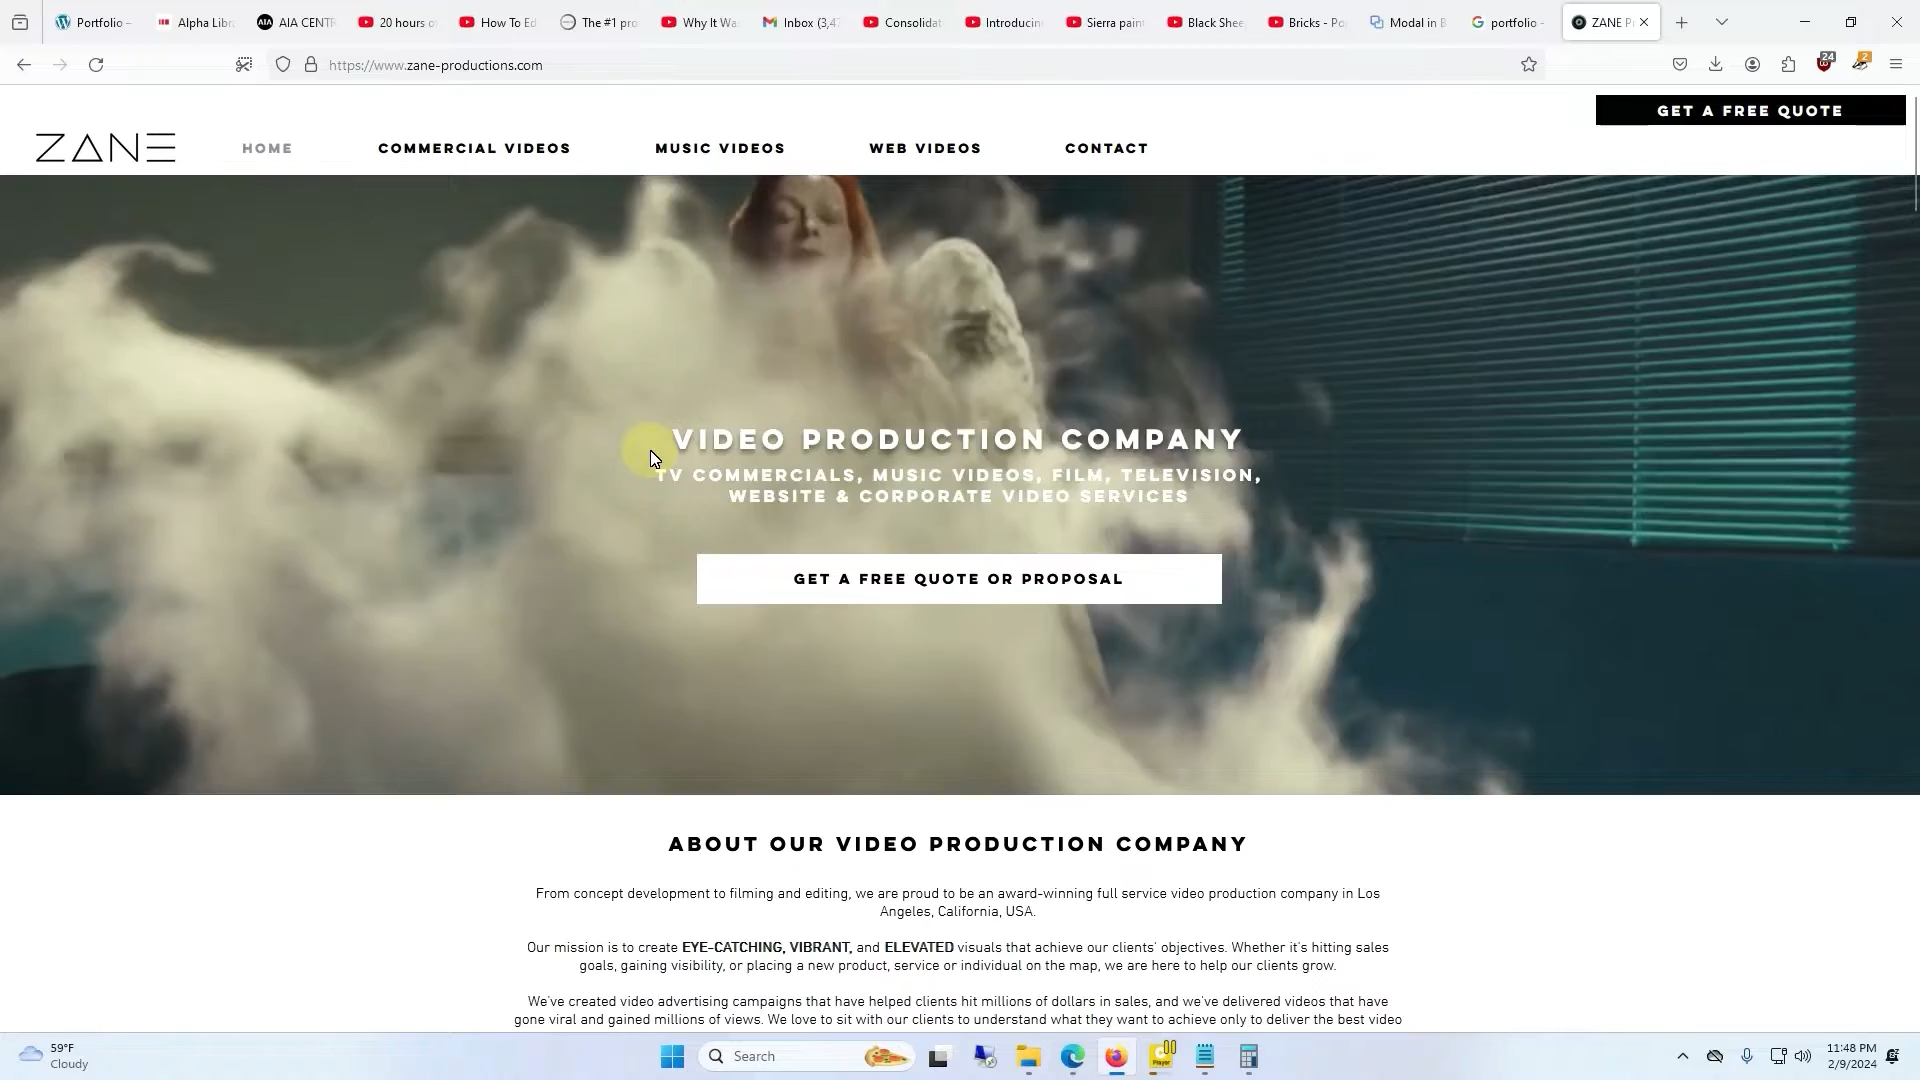 Portfolio –
Alpha Libr
AIA CENTR
20 hours o
How To Ed
The #1 pro
Why It Wa
Inbox (3,47
Consolidat
Introducin
Sierra pain
Black Shee
Bricks - Po
Modal in B
portfolio -
ZANE P
https://www.zane-productions.com
24
2
GET A FREE QUOTE
ZANE
HOME
COMMERCIAL VIDEOS
MUSIC VIDEOS
WEB VIDEOS
CONTACT
VIDEO PRODUCTION COMPANY
TV COMMERCIALS, MUSIC VIDEOS, FILM, TELEVISION,
WEBSITE & CORPORATE VIDEO SERVICES
GET A FREE QUOTE OR PROPOSAL
ABOUT OUR VIDEO PRODUCTION COMPANY
From concept development to filming and editing, we are proud to be an award-winning full service video production company in Los
Angeles, California, USA.
Our mission is to create EYE-CATCHING, VIBRANT, and ELEVATED visuals that achieve our clients' objectives. Whether it's hitting sales
goals, gaining visibility, or placing a new product, service or individual on the map, we are here to help our clients grow.
We've created video advertising campaigns that have helped clients hit millions of dollars in sales, and we've delivered videos that have
gone viral and gained millions of views. We love to sit with our clients to understand what they want to achieve only to deliver the best video
59°F
Cloudy
Search
Player
11:48 PM
2/9/2024